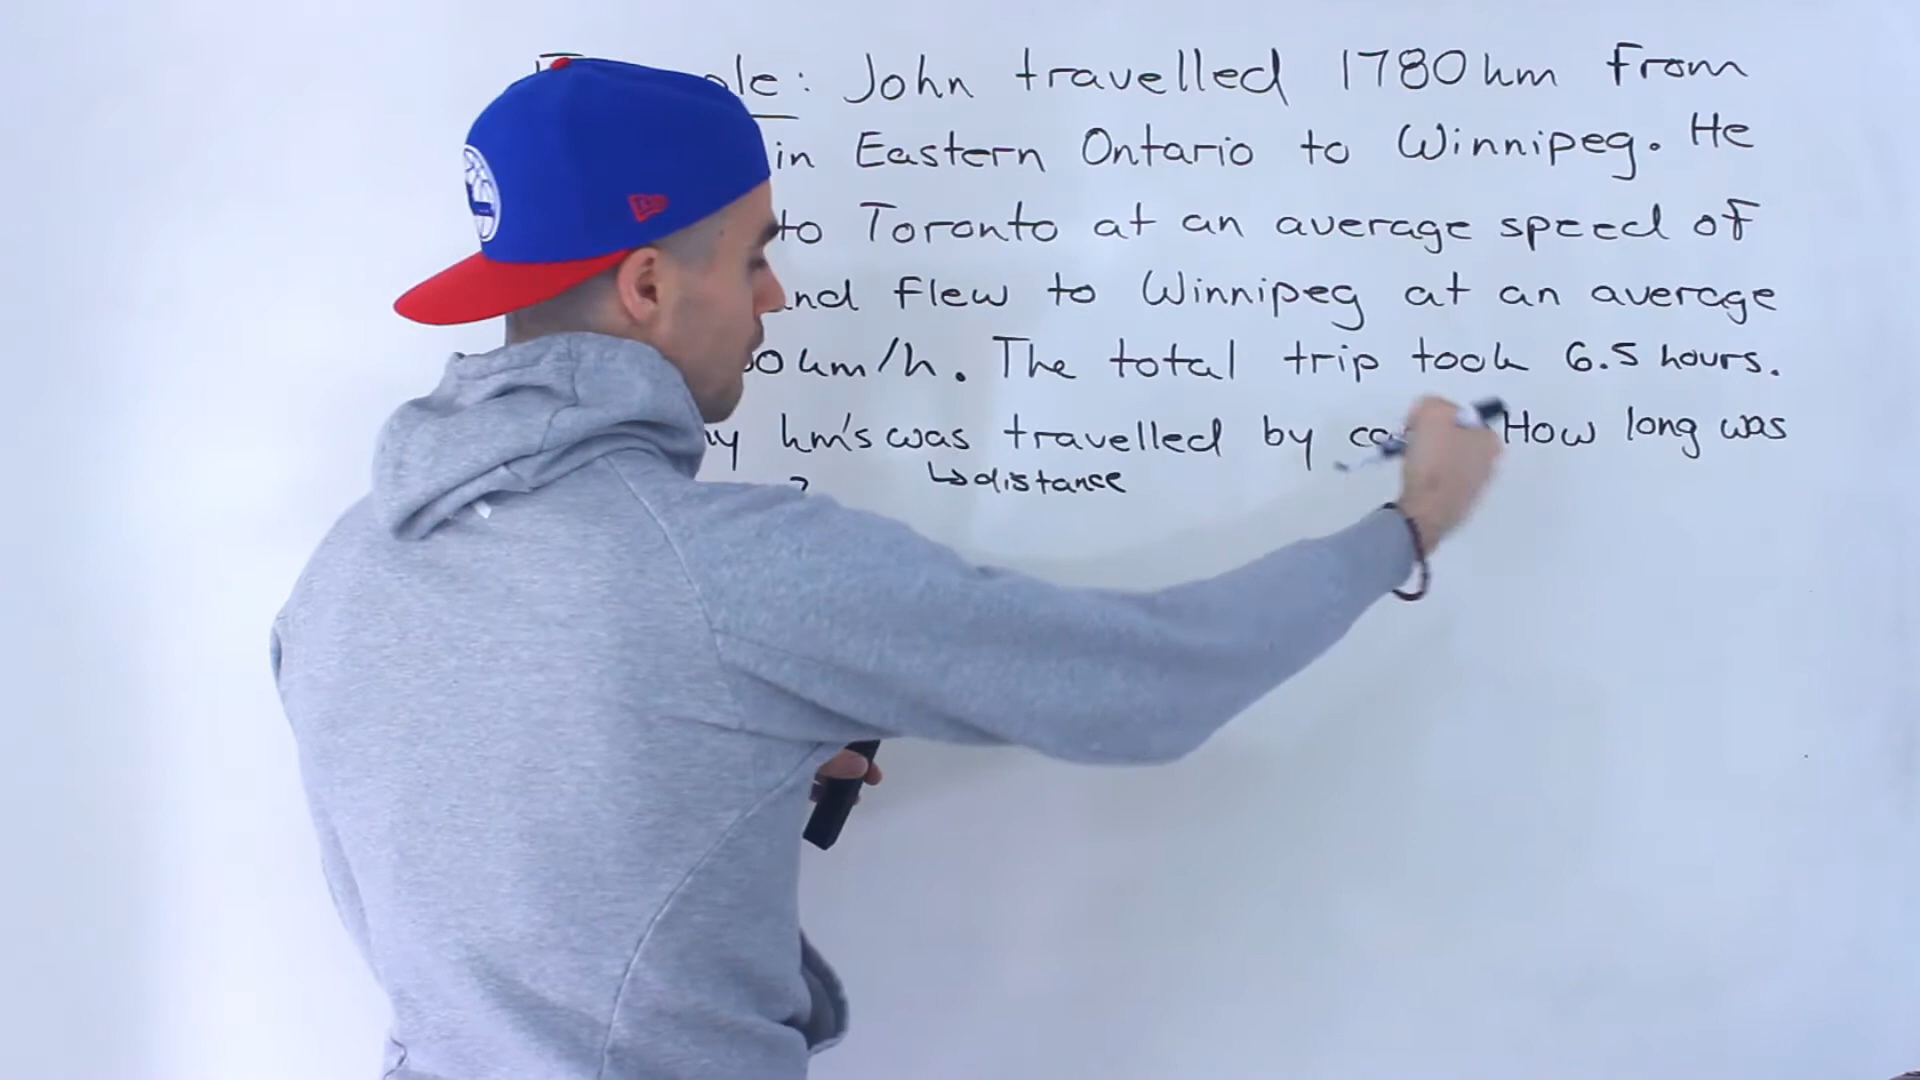 John travelled 1780 km from
in Eastern Ontario to Winnipeg. He
to Toronto at an average speed of
flew to Winnipeg at an average
km/h. The total trip took 6.5 hours.
km's was travelled by How long was
↳distance
?